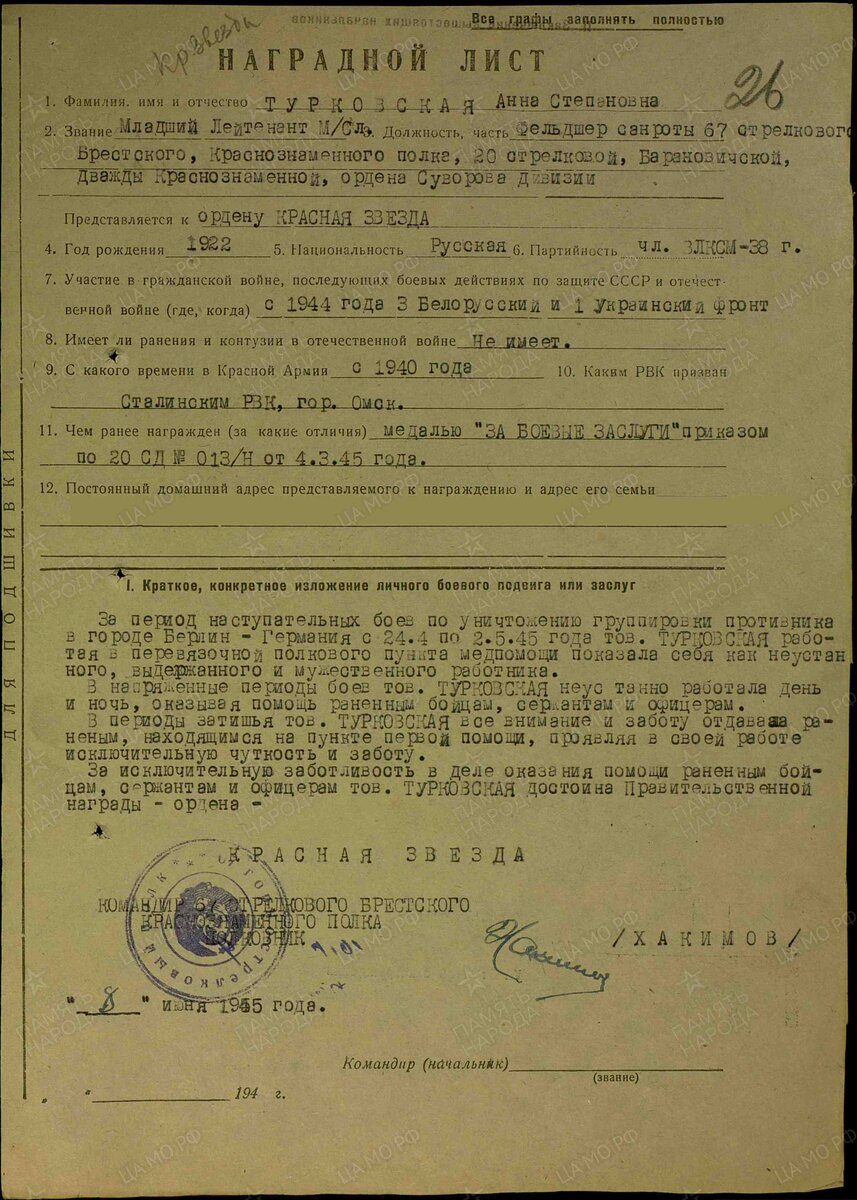 Все графы заполнять полностью
Кр Звезды
НАГРАДНОЙ ЛИСТ
26
1. Фамилия, имя и отчество ТУРКОВСКАЯ Анна Степановна
2. Звание Младший Лейтенант М/Сл. Должность, часть Фельдшер санроты 67 стрелкового
Брестского, Краснознаменного полка, 20 стрелковой, Барановичской,
дважды Краснознаменной, ордена Суворова дивизии
Представляется к ордену КРАСНАЯ ЗВЕЗДА
4. Год рождения 1922 5. Национальность Русская 6. Партийность чл. ВЛКСМ-38 г.
7. Участие в гражданской войне, последующих боевых действиях по защите СССР и отечест-
венной войне (где, когда) с 1944 года 3 Белорусский и 1 Украинский фронт
8. Имеет ли ранения и контузии в отечественной войне Не имеет.
9. С какого времени в Красной Армии с 1940 года 10. Каким РВК призван
Сталинским РВК, гор. Омск.
11. Чем ранее награжден (за какие отличия) медалью "ЗА БОЕВЫЕ ЗАСЛУГИ" приказом
по 20 СД № 013/Н от 4.3.45 года.
12. Постоянный домашний адрес представляемого к награждению и адрес его семьи
ДЛЯ ПОДШИВКИ
I. Краткое, конкретное изложение личного боевого подвига или заслуг
За период наступательных боев по уничтожению группировки противника
в городе Берлин - Германия с 24.4 по 2.5.45 года тов. ТУРКОВСКАЯ рабо-
тая в перевязочной полкового пункта медпомощи показала себя как неустан
ного, выдержанного и мужественного работника.
В напряженные периоды боев тов. ТУРКОВСКАЯ неус танно работала день
и ночь, оказывая помощь раненным бойцам, сержантам и офицерам.
В периоды затишья тов. ТУРКОВСКАЯ все внимание и заботу отдавала ра-
неным, находящимся на пункте первой помощи, проявляя в своей работе
исключительную чуткость и заботу.
За исключительную заботливость в деле оказания помощи раненным бой-
цам, сержантам и офицерам тов. ТУРКОВСКАЯ достоина Правительственной
награды - ордена -
КРАСНАЯ ЗВЕЗДА
КОМАНДИР 67 СТРЕЛКОВОГО БРЕСТСКОГО
КРАСНОЗНАМЕННОГО ПОЛКА
ПОЛКОВНИК
/ХАКИМОВ/
"8" июня 1945 года.
Командир (начальник)
(звание)
" " 194 г.